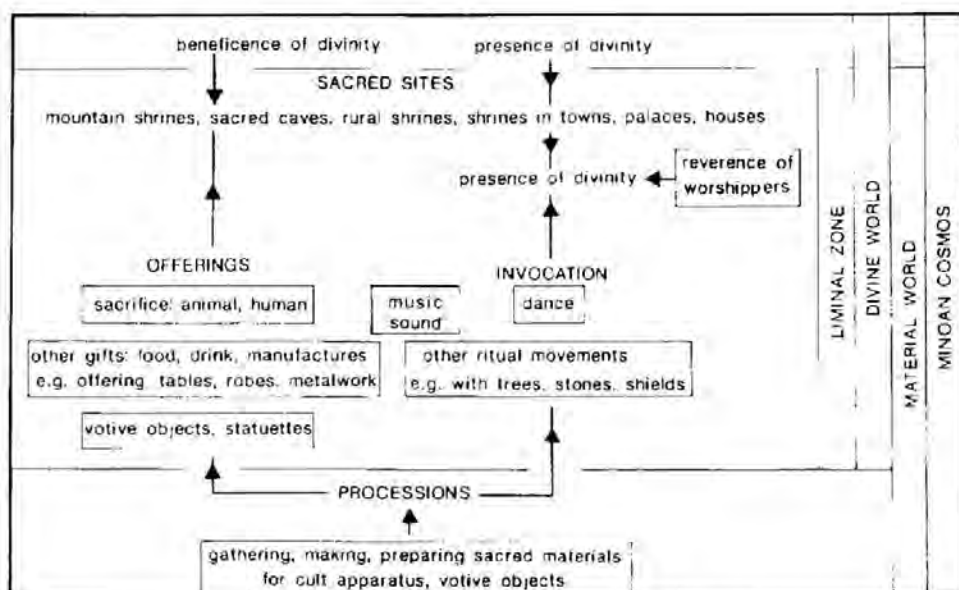 beneficence of divinity
presence of divinity
SACRED SITES
mountain shrines, sacred caves, rural shrines, shrines in towns, palaces, houses
presence of divinity
reverence of
worshippers
OFFERINGS
INVOCATION
sacrifice: animal, human
music
sound
dance
other gifts: food, drink, manufactures
e.g. offering tables, robes, metalwork
other ritual movements
e.g. with trees, stones, shields
votive objects, statuettes
PROCESSIONS
gathering, making, preparing sacred materials
for cult apparatus, votive objects
LIMINAL ZONE
DIVINE WORLD
MATERIAL WORLD
MINOAN COSMOS